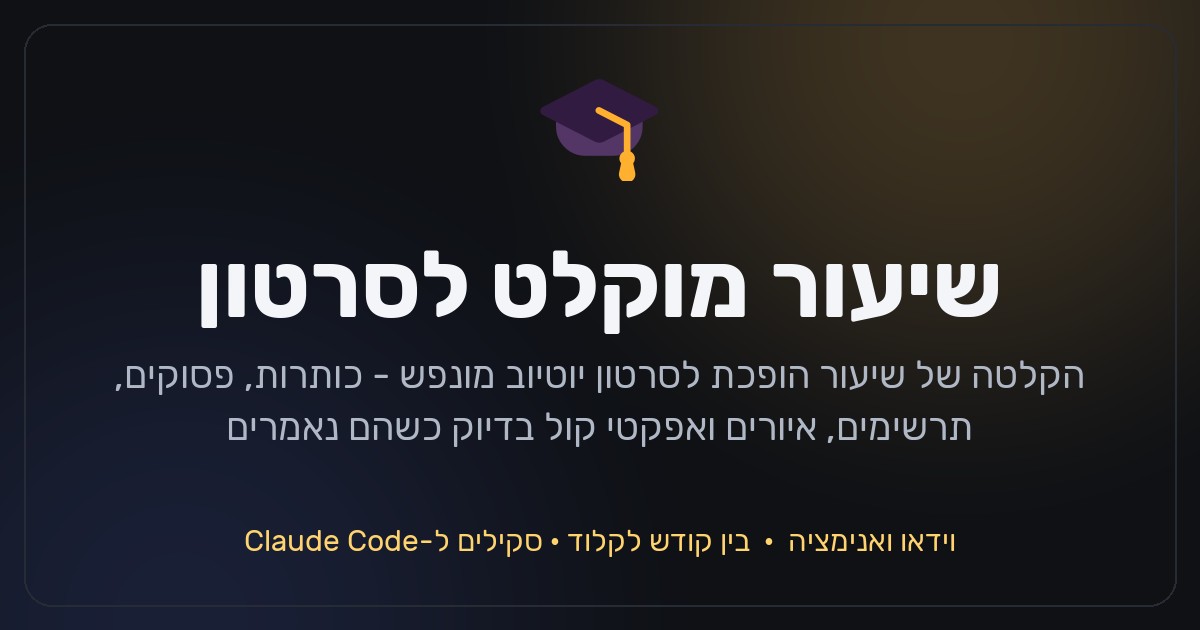 שיעור מוקלט לסרטון
הקלטה של שיעור הופכת לסרטון יוטיוב מונפש - כותרות, פסוקים,
תרשימים, איורים ואפקטי קול בדיוק כשהם נאמרים
וידאו ואנימציה • בין קודש לקלוד • סקילים ל-Claude Code